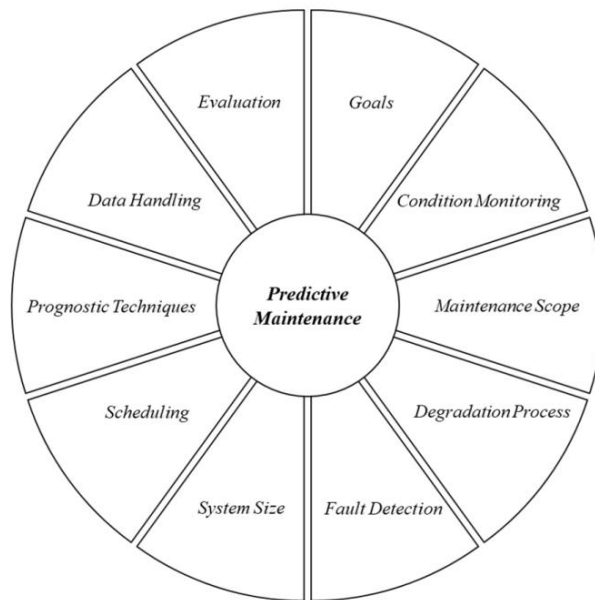 Evaluation
Goals
Data Handling
Condition Monitoring
Prognostic Techniques
Predictive
Maintenance
Maintenance Scope
Scheduling
Degradation Process
System Size
Fault Detection